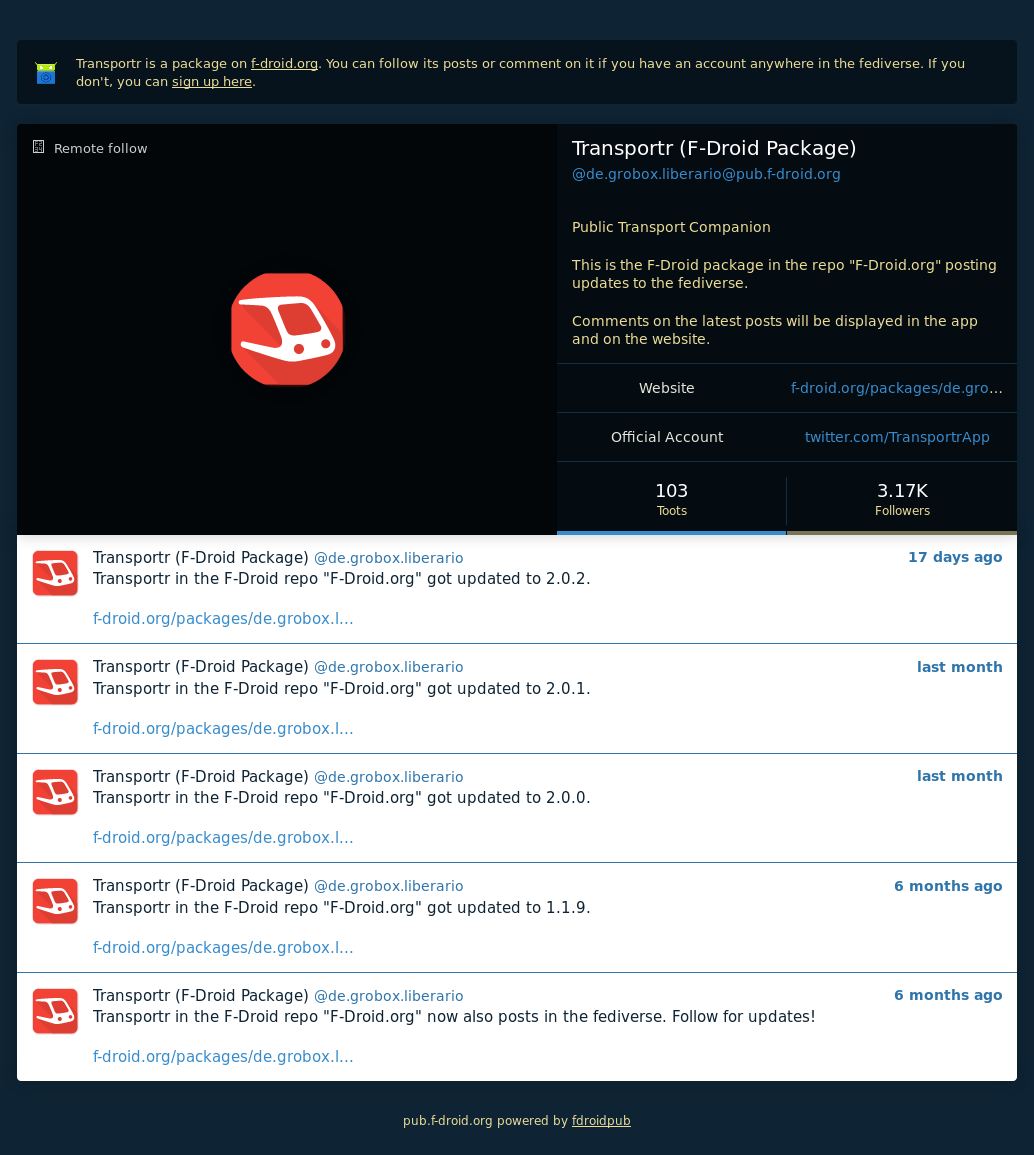 Transportr is a package on f-droid.org. You can follow its posts or comment on it if you have an account anywhere in the fediverse. If you
don't, you can sign up here.
Remote follow
Transportr (F-Droid Package)
@de.grobox.liberario@pub.f-droid.org
Public Transport Companion
This is the F-Droid package in the repo "F-Droid.org" posting
updates to the fediverse.
Comments on the latest posts will be displayed in the app
and on the website.
Website f-droid.org/packages/de.gro...
Official Account twitter.com/TransportrApp
103 3.17K
Toots Followers
Transportr (F-Droid Package) @de.grobox.liberario 17 days ago
Transportr in the F-Droid repo "F-Droid.org" got updated to 2.0.2.
f-droid.org/packages/de.grobox.l...
Transportr (F-Droid Package) @de.grobox.liberario last month
Transportr in the F-Droid repo "F-Droid.org" got updated to 2.0.1.
f-droid.org/packages/de.grobox.l...
Transportr (F-Droid Package) @de.grobox.liberario last month
Transportr in the F-Droid repo "F-Droid.org" got updated to 2.0.0.
f-droid.org/packages/de.grobox.l...
Transportr (F-Droid Package) @de.grobox.liberario 6 months ago
Transportr in the F-Droid repo "F-Droid.org" got updated to 1.1.9.
f-droid.org/packages/de.grobox.l...
Transportr (F-Droid Package) @de.grobox.liberario 6 months ago
Transportr in the F-Droid repo "F-Droid.org" now also posts in the fediverse. Follow for updates!
f-droid.org/packages/de.grobox.l...
pub.f-droid.org powered by fdroidpub